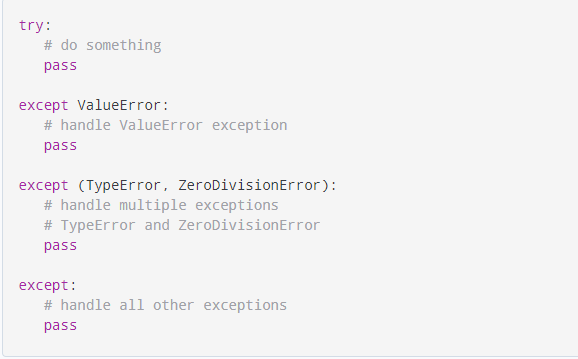 try:
   # do something
   pass

except ValueError:
   # handle ValueError exception
   pass

except (TypeError, ZeroDivisionError):
   # handle multiple exceptions
   # TypeError and ZeroDivisionError
   pass

except:
   # handle all other exceptions
   pass